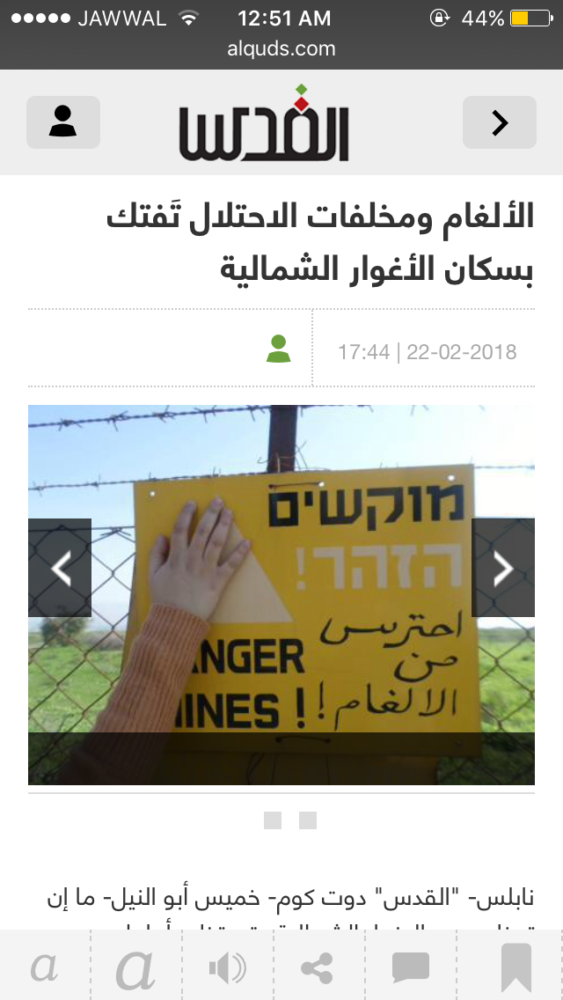 JAWWAL 12:51 AM 44%
alquds.com
القدس
الألغام ومخلفات الاحتلال تَفتك
بسكان الأغوار الشمالية
17:44 | 22-02-2018
מוקשים
הזהר!
احترس
من
الالغام!
NGER
MINES!
نابلس- "القدس" دوت كوم- خميس أبو النيل- ما إن
a a